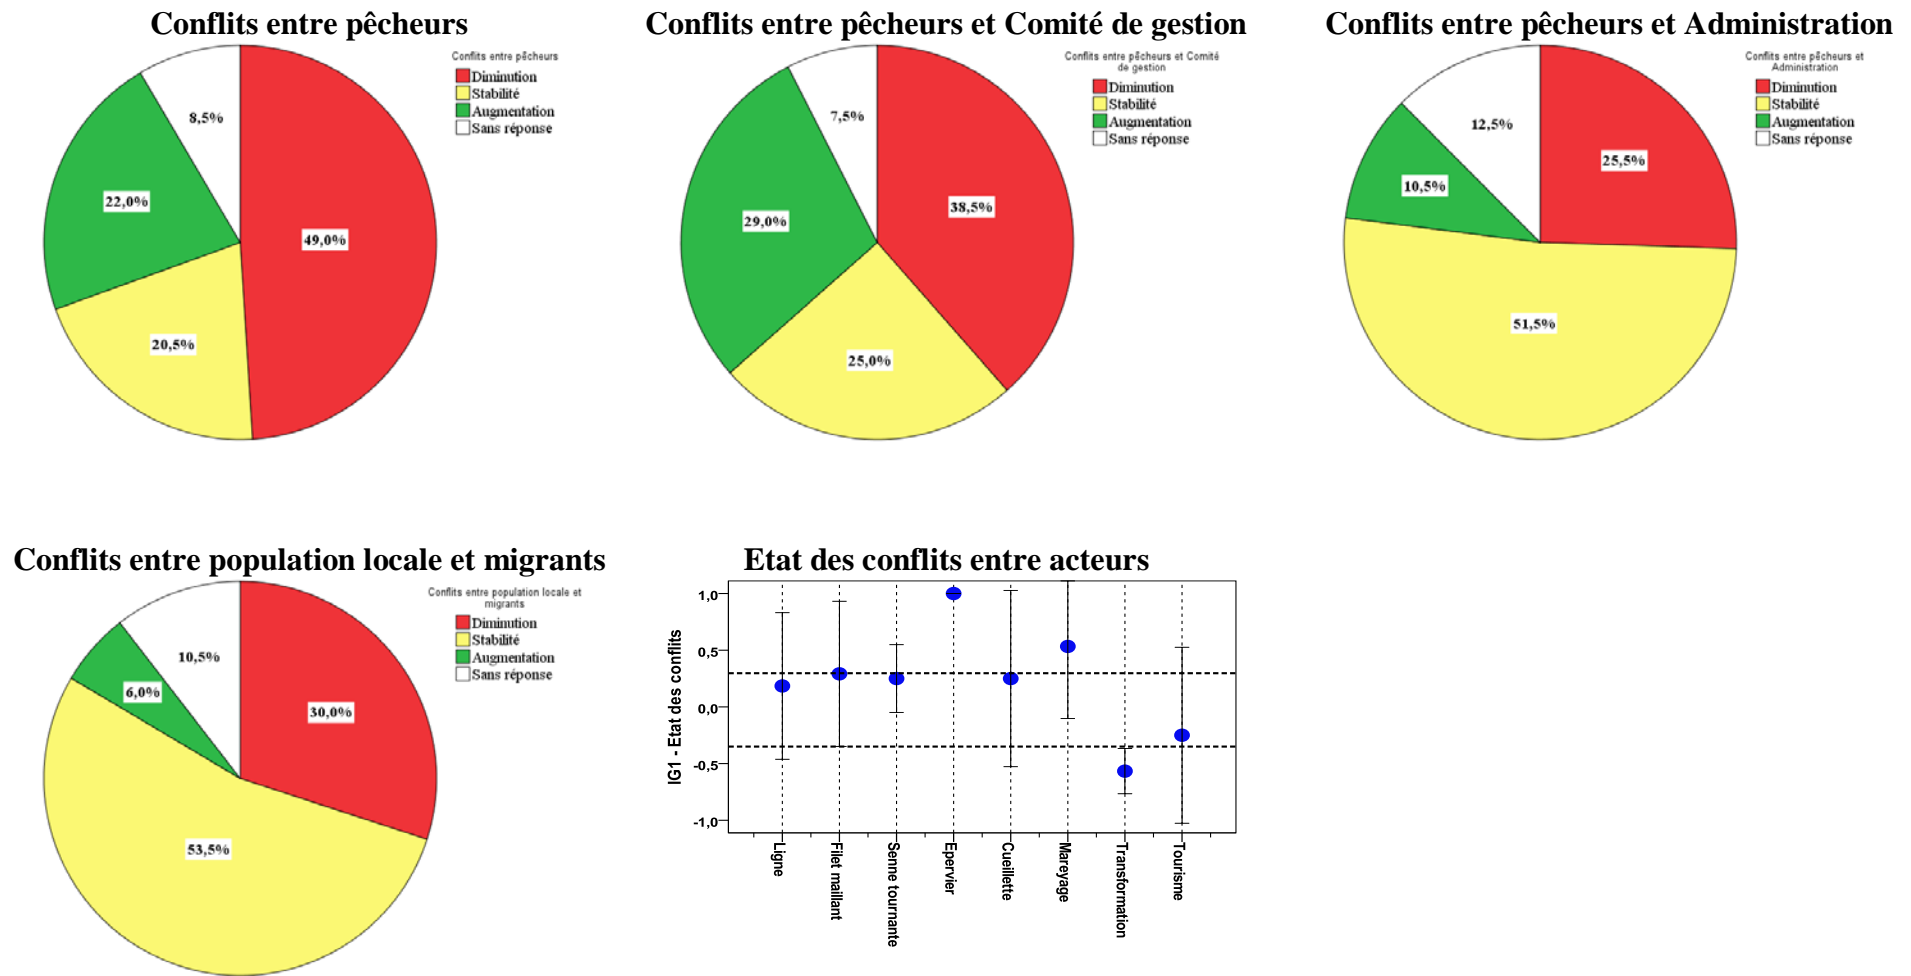 Conflits entre pêcheurs
Conflits entre pêcheurs
Diminution
Stabilité
Augmentation
Sans réponse
8,5%
22,0%
49,0%
20,5%
Conflits entre pêcheurs et Comité de gestion
Conflits entre pêcheurs et Comité
de gestion
Diminution
Stabilité
Augmentation
Sans réponse
7,5%
38,5%
29,0%
25,0%
Conflits entre pêcheurs et Administration
Conflits entre pêcheurs et
Administration
Diminution
Stabilité
Augmentation
Sans réponse
12,5%
25,5%
10,5%
51,5%
Conflits entre population locale et migrants
Conflits entre population locale et
migrants
Diminution
Stabilité
Augmentation
Sans réponse
10,5%
6,0%
30,0%
53,5%
Etat des conflits entre acteurs
IG1 - Etat des conflits
1,0
0,5
0,0
-0,5
-1,0
Ligne
Filet maillant
Senne tournante
Epervier
Cueillette
Mareyage
Transformation
Tourisme